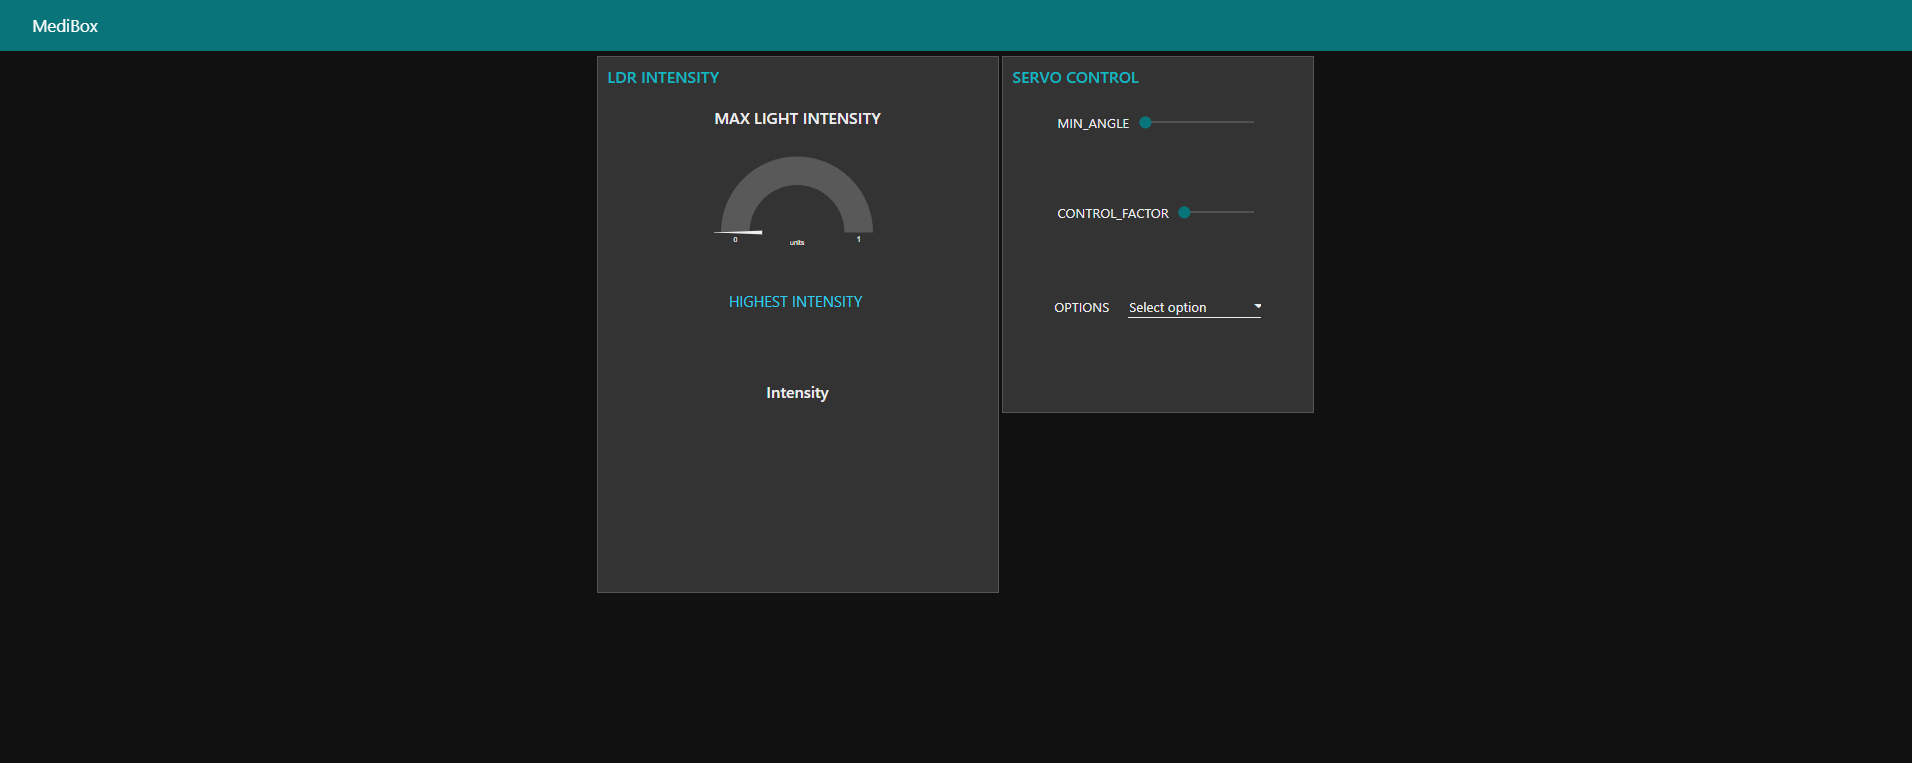 MediBox
LDR INTENSITY
MAX LIGHT INTENSITY
0
units
1
HIGHEST INTENSITY
Intensity
SERVO CONTROL
MIN_ANGLE
CONTROL_FACTOR
OPTIONS Select option